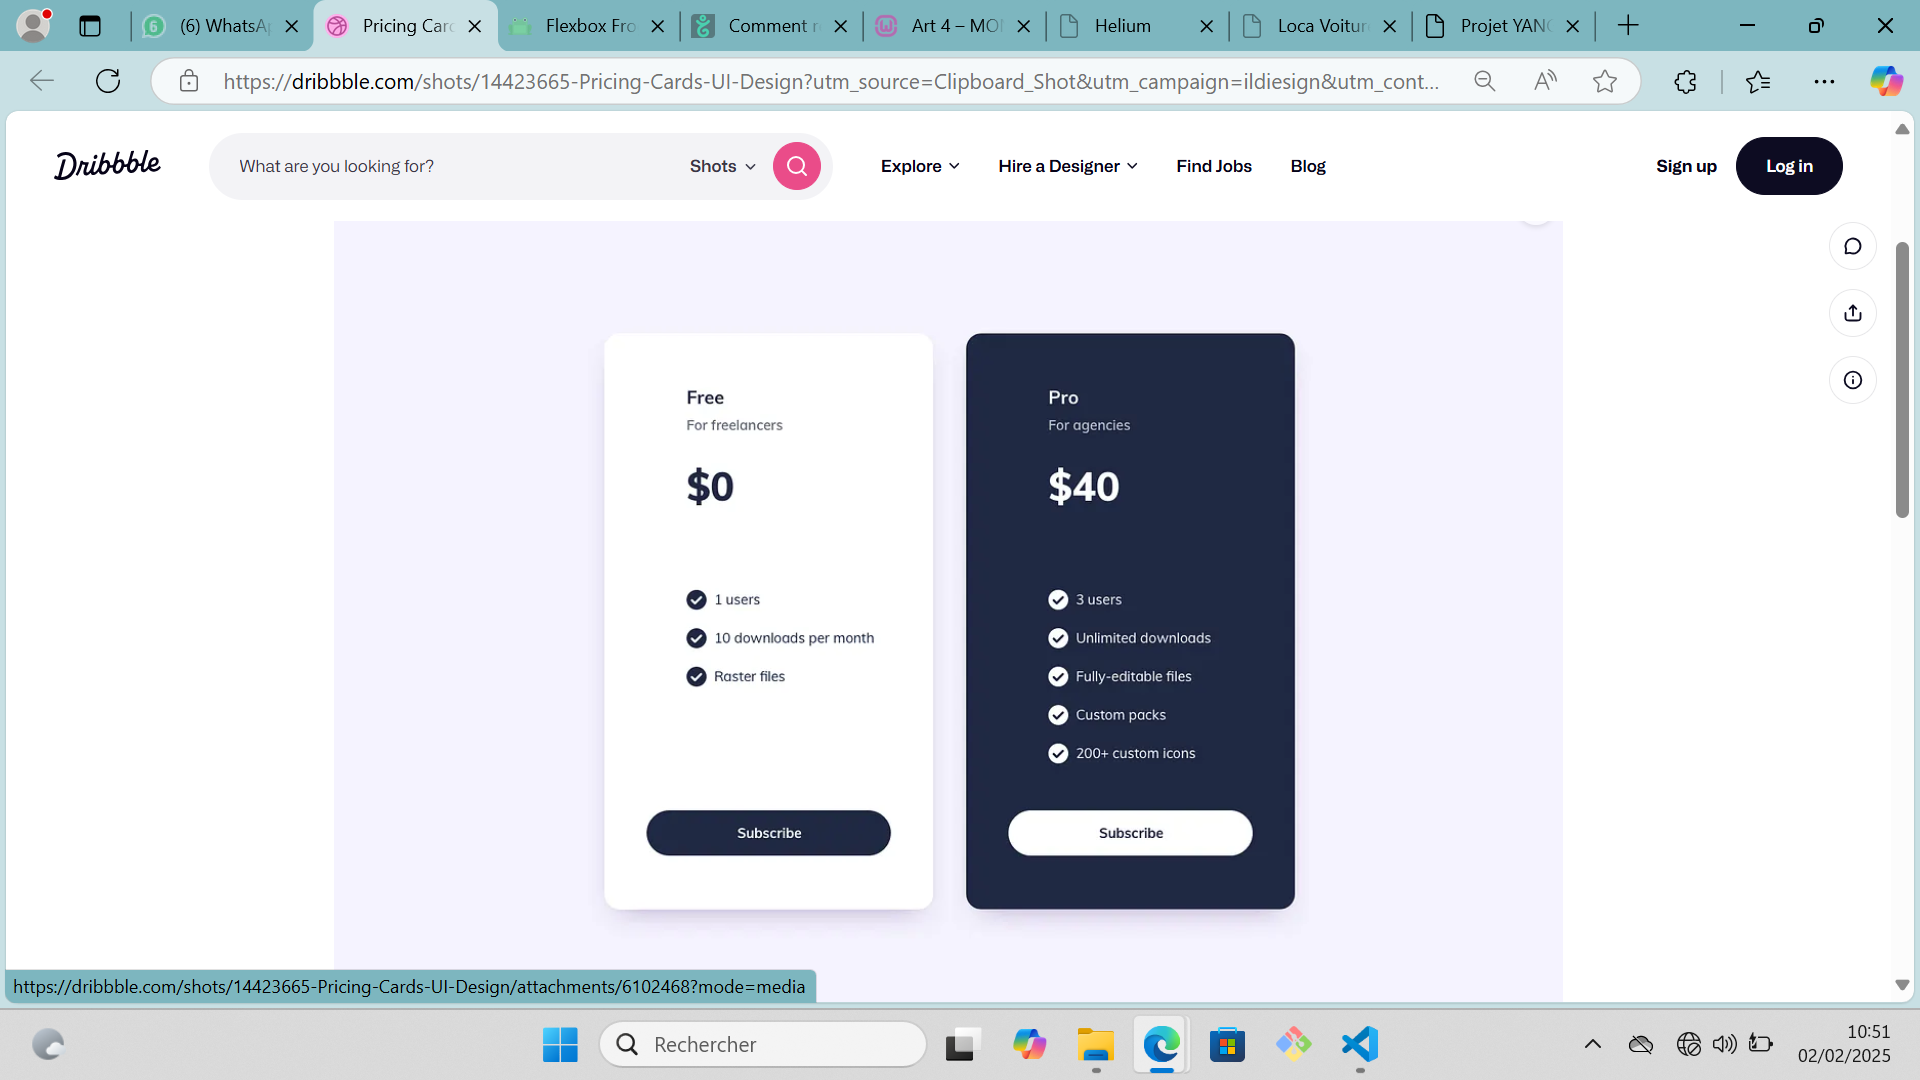 (6) WhatsAp
Pricing Card
Flexbox Fro
Comment r
Art 4 – MO
Helium
Loca Voitur
Projet YANG
https://dribbble.com/shots/14423665-Pricing-Cards-UI-Design?utm_source=Clipboard_Shot&utm_campaign=ildiesign&utm_cont...
Dribbble
What are you looking for?
Shots
Explore
Hire a Designer
Find Jobs
Blog
Sign up
Log in
Free
For freelancers
$0
1 users
10 downloads per month
Raster files
Subscribe
Pro
For agencies
$40
3 users
Unlimited downloads
Fully-editable files
Custom packs
200+ custom icons
Subscribe
https://dribbble.com/shots/14423665-Pricing-Cards-UI-Design/attachments/6102468?mode=media
Rechercher
10:51
02/02/2025